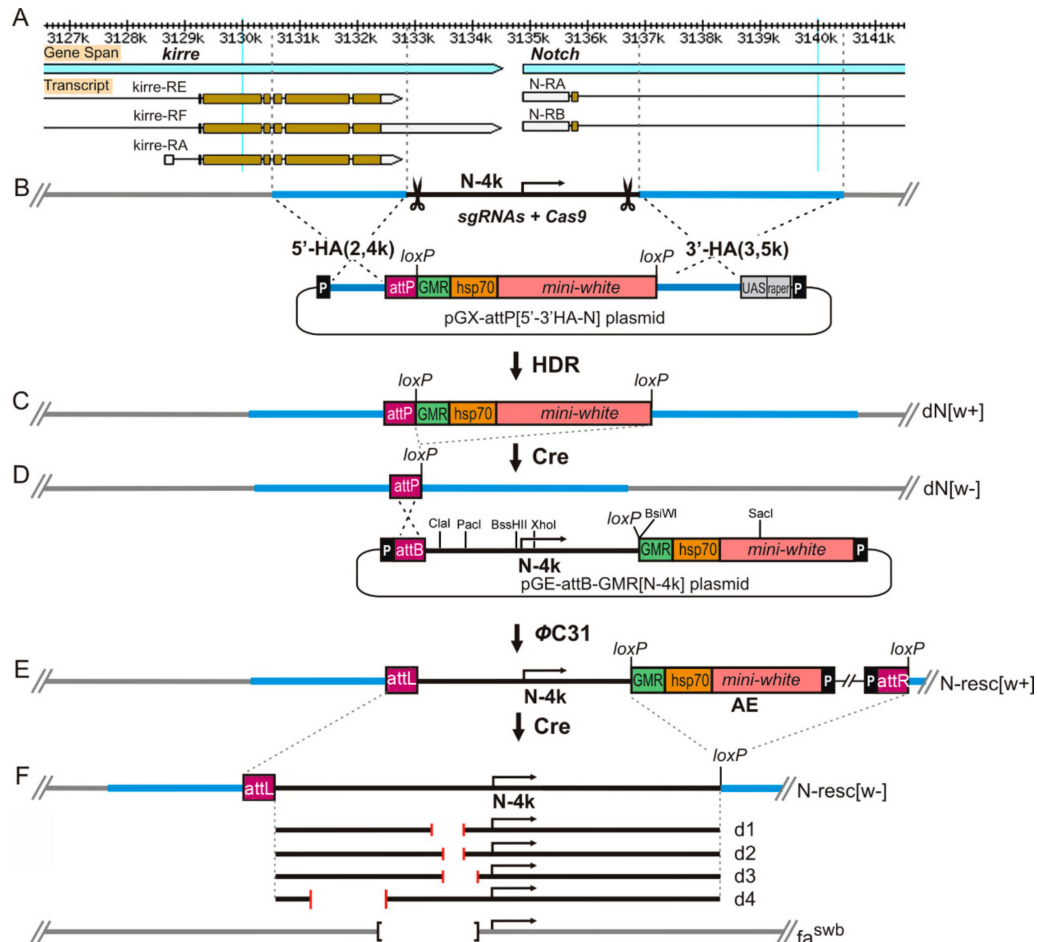 A
3127k 3128k 3129k 3130k 3131k 3132k 3133k 3134k 3135k 3136k 3137k 3138k 3139k 3140k 3141k
Gene Span kirre Notch
Transcript
kirre-RE N-RA
kirre-RF N-RB
kirre-RA
B N-4k
sgRNAs + Cas9
5'-HA(2,4k) loxP loxP 3'-HA(3,5k)
P attP GMR hsp70 mini-white UAS raper P
pGX-attP[5'-3'HA-N] plasmid
HDR
loxP loxP
C attP GMR hsp70 mini-white dN[w+]
loxP Cre
D attP dN[w-]
ClaI PacI BssHII XhoI loxP BsiWI SacI
P attB N-4k GMR hsp70 mini-white P
pGE-attB-GMR[N-4k] plasmid
ΦC31
loxP loxP
E attL N-4k GMR hsp70 mini-white P P attR N-resc[w+]
AE
Cre
loxP
F attL N-4k N-resc[w-]
d1
d2
d3
d4
fa^swb